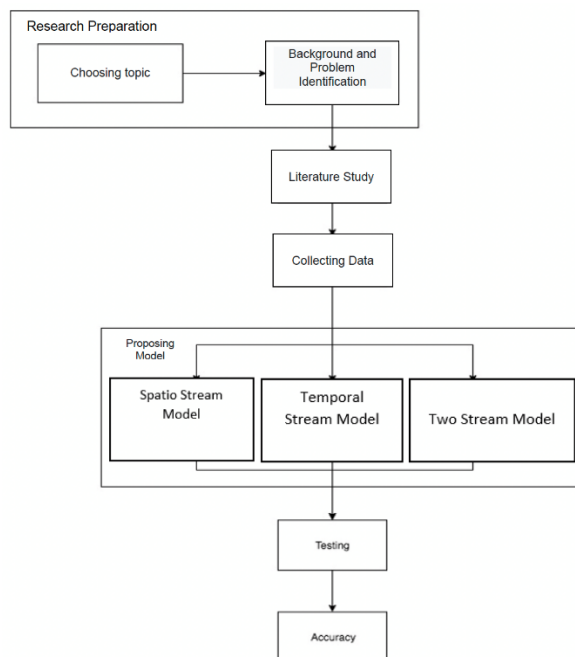 Research Preparation
Choosing topic
Background and
Problem
Identification
Literature Study
Collecting Data
Proposing
Model
Spatio Stream
Model
Temporal
Stream Model
Two Stream Model
Testing
Accuracy